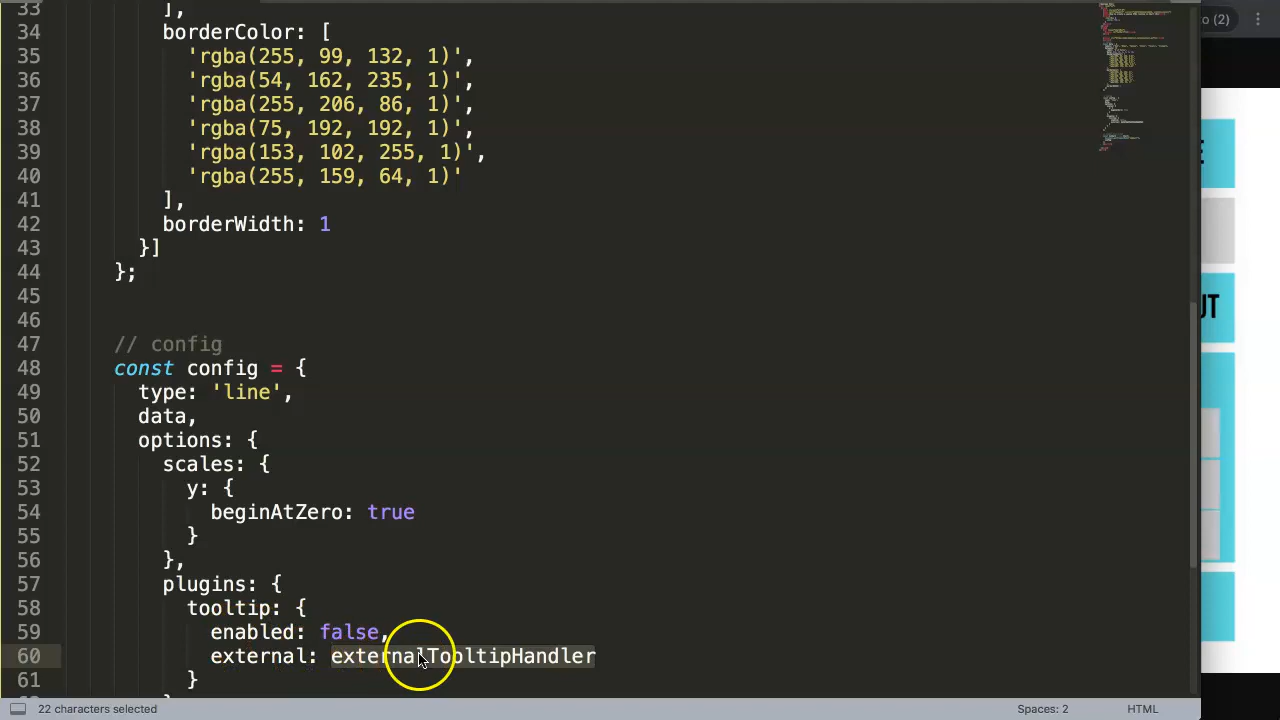 33 ],
34 borderColor: [
35 'rgba(255, 99, 132, 1)',
36 'rgba(54, 162, 235, 1)',
37 'rgba(255, 206, 86, 1)',
38 'rgba(75, 192, 192, 1)',
39 'rgba(153, 102, 255, 1)',
40 'rgba(255, 159, 64, 1)'
41 ],
42 borderWidth: 1
43 }]
44 };
45
46
47 // config
48 const config = {
49 type: 'line',
50 data,
51 options: {
52 scales: {
53 y: {
54 beginAtZero: true
55 }
56 },
57 plugins: {
58 tooltip: {
59 enabled: false,
60 external: externalTooltipHandler
61 }
22 characters selected
Spaces: 2
HTML